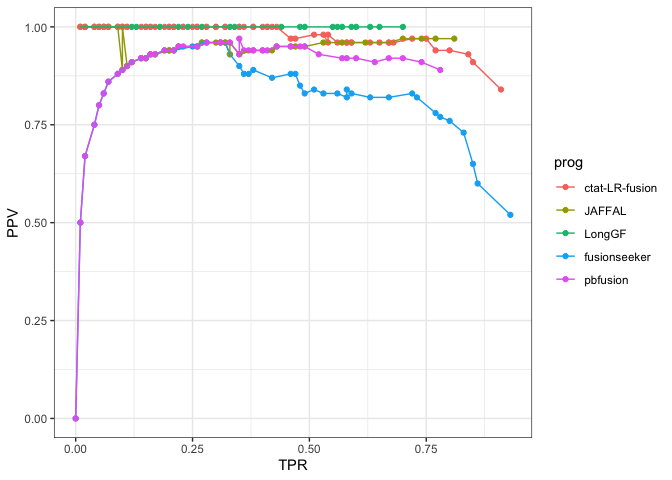 1.00
0.75
0.50
0.25
0.00
PPV
0.00 0.25 0.50 0.75
TPR
prog
ctat-LR-fusion
JAFFAL
LongGF
fusionseeker
pbfusion